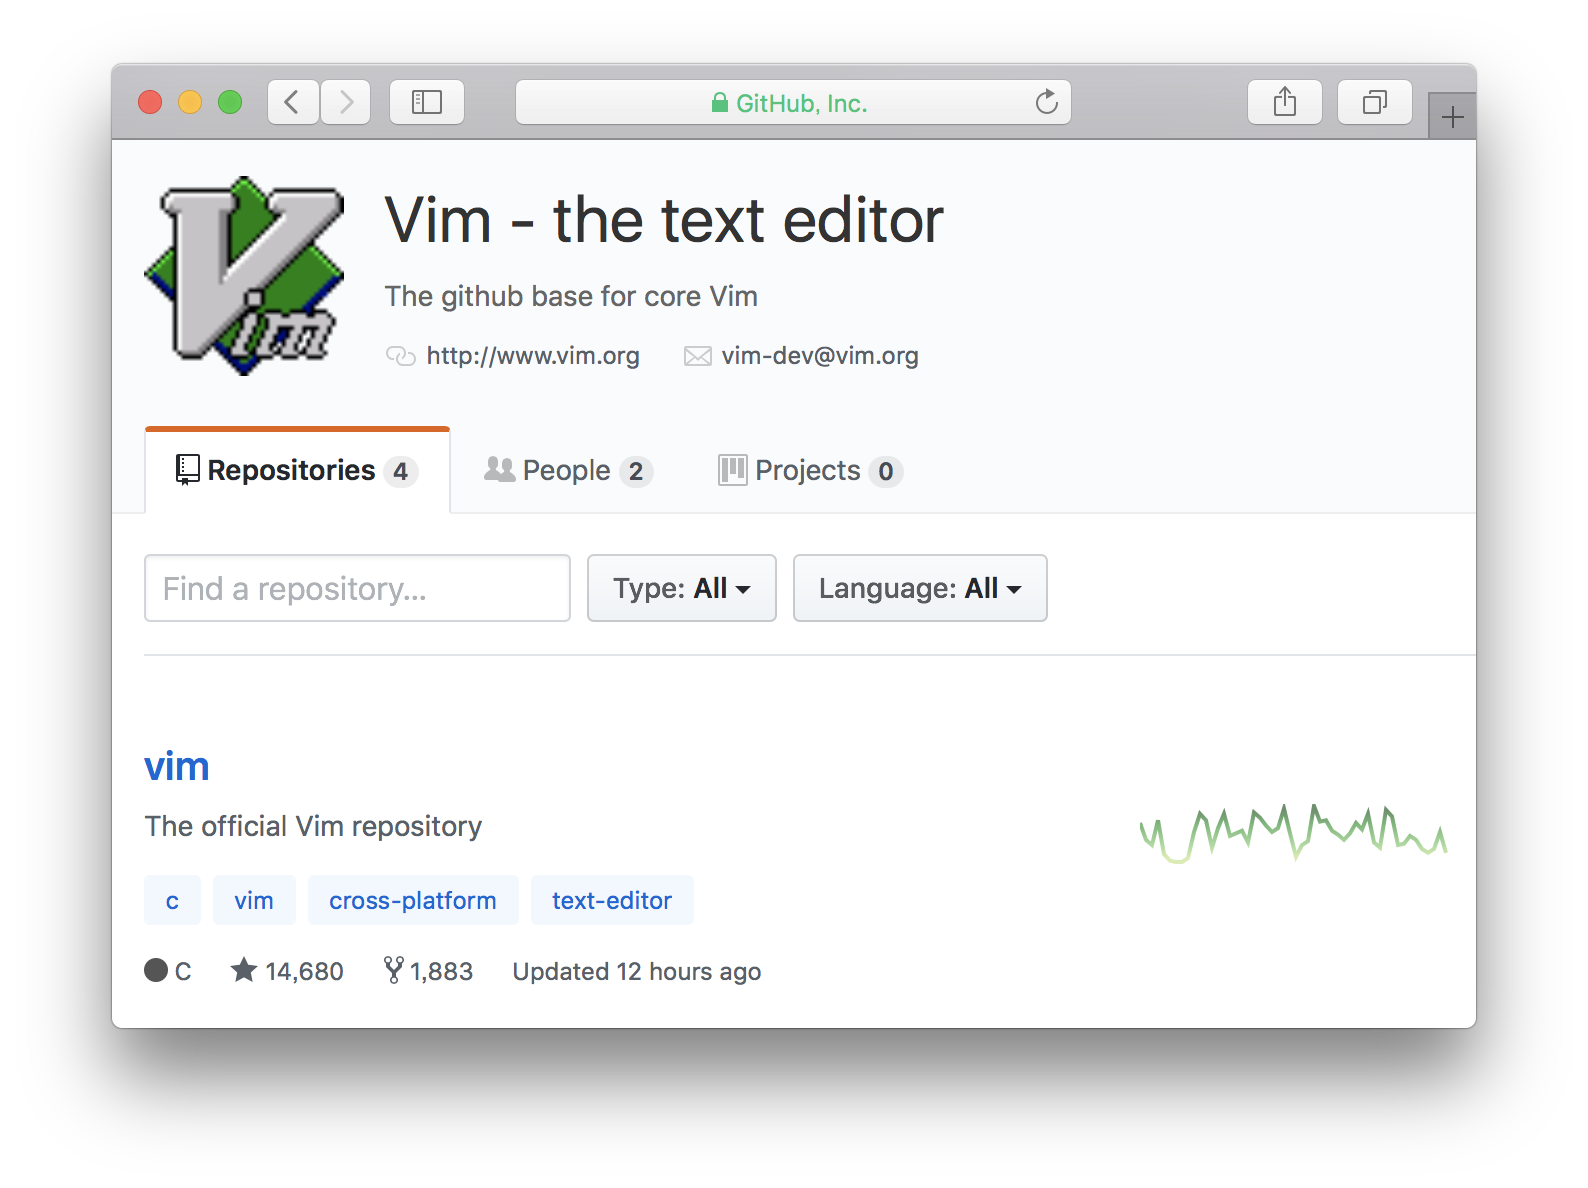 GitHub, Inc.
Vim
Vim - the text editor
The github base for core Vim
http://www.vim.org vim-dev@vim.org
Repositories 4 People 2 Projects 0
Find a repository... Type: All Language: All
vim
The official Vim repository
c vim cross-platform text-editor
C 14,680 1,883 Updated 12 hours ago